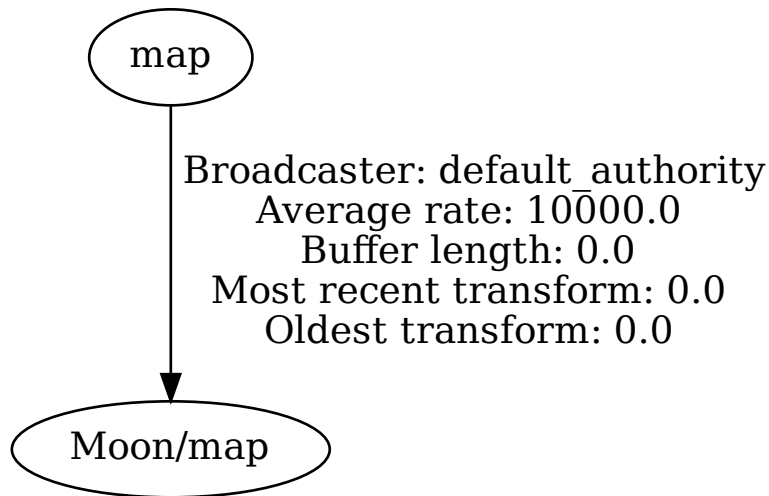 map
Broadcaster: default_authority
Average rate: 10000.0
Buffer length: 0.0
Most recent transform: 0.0
Oldest transform: 0.0
Moon/map